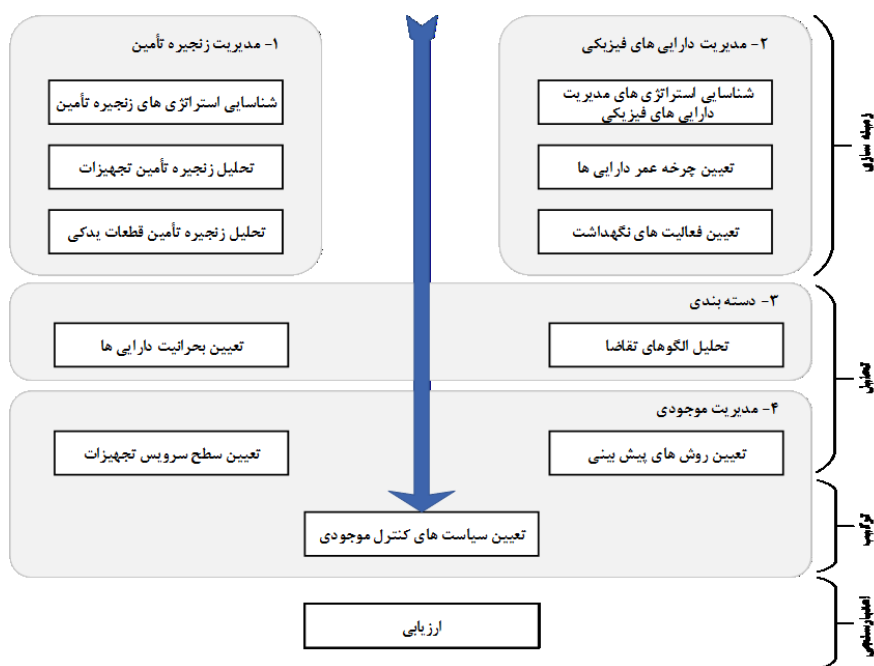 ۲- مدیریت دارایی های فیزیکی
شناسایی استراتژی های مدیریت
دارایی های فیزیکی
تعیین چرخه عمر دارایی ها
تعیین فعالیت های نگهداشت
۱- مدیریت زنجیره تأمین
شناسایی استراتژی های زنجیره تأمین
تحلیل زنجیره تأمین تجهیزات
تحلیل زنجیره تأمین قطعات یدکی
زمینه سازی
۳- دسته بندی
تحلیل الگوهای تقاضا
تعیین بحرانیت دارایی ها
تحلیل
۴- مدیریت موجودی
تعیین روش های پیش بینی
تعیین سطح سرویس تجهیزات
تعیین سیاست های کنترل موجودی
ترکیب
ارزیابی
اعتبارسنجی